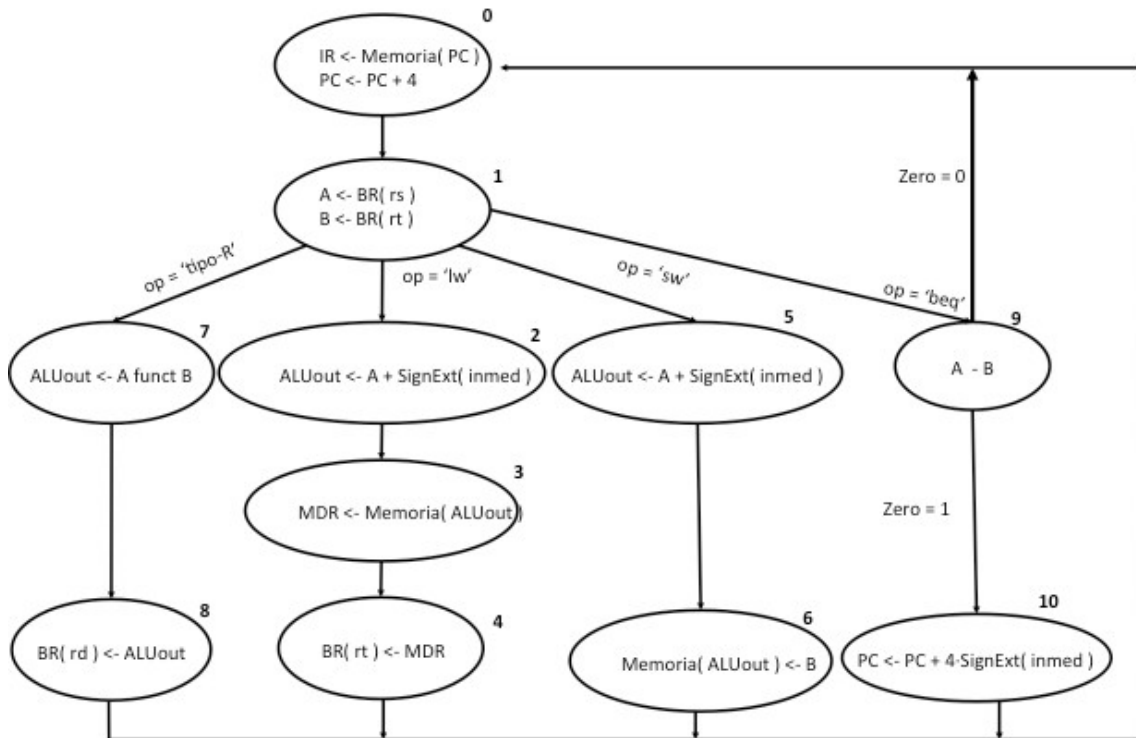 0
IR <- Memoria( PC )
PC <- PC + 4
1
A <- BR( rs )
B <- BR( rt )
Zero = 0
op = ‘tipo-R’
op = ‘lw’
op = ‘sw’
op = ‘beq’
7
2
5
9
ALUout <- A funct B
ALUout <- A + SignExt( inmed )
ALUout <- A + SignExt( inmed )
A - B
3
MDR <- Memoria( ALUout )
Zero = 1
8
4
6
10
BR( rd ) <- ALUout
BR( rt ) <- MDR
Memoria( ALUout ) <- B
PC <- PC + 4·SignExt( inmed )